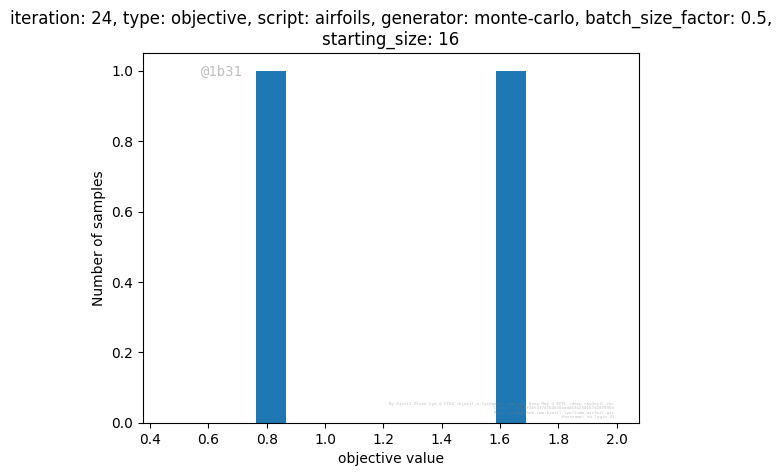 iteration: 24, type: objective, script: airfoils, generator: monte-carlo, batch_size_factor: 0.5,
starting_size: 16
@1b31
1.0
0.8
0.6
0.4
0.2
0.0
Number of samples
0.4 0.6 0.8 1.0 1.2 1.4 1.6 1.8 2.0
objective value